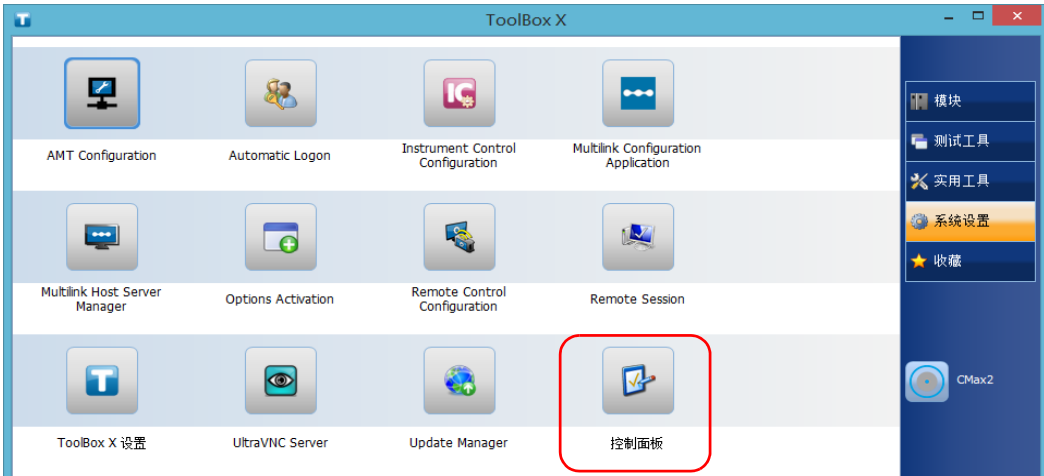 ToolBox X
AMT Configuration
Automatic Logon
Instrument Control
Configuration
Multilink Configuration
Application
Multilink Host Server
Manager
Options Activation
Remote Control
Configuration
Remote Session
ToolBox X 设置
UltraVNC Server
Update Manager
控制面板
模块
测试工具
实用工具
系统设置
收藏
CMax2